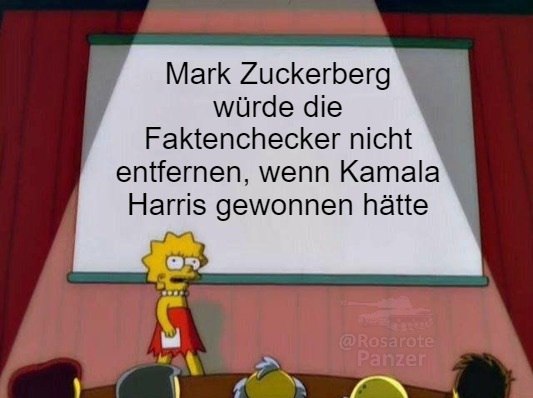 Mark Zuckerberg
würde die
Faktenchecker nicht
entfernen, wenn Kamala
Harris gewonnen hätte
@Rosarote
Panzer